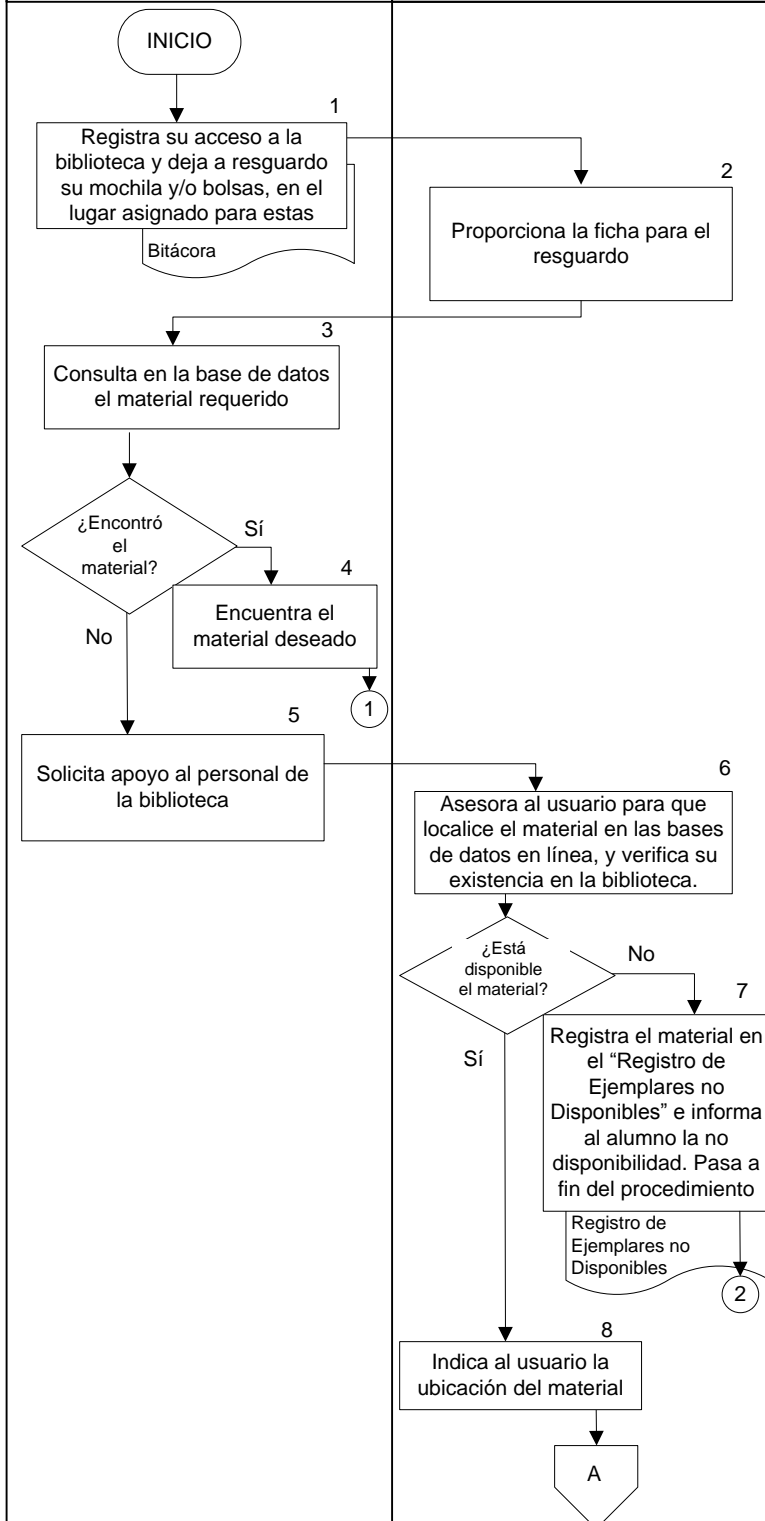 INICIO
1
Registra su acceso a la
biblioteca y deja a resguardo
su mochila y/o bolsas, en el
lugar asignado para estas
Bitácora
2
Proporciona la ficha para el
resguardo
3
Consulta en la base de datos
el material requerido
¿Encontró
el
material?
Sí
No
4
Encuentra el
material deseado
1
5
Solicita apoyo al personal de
la biblioteca
6
Asesora al usuario para que
localice el material en las bases
de datos en línea, y verifica su
existencia en la biblioteca.
¿Está
disponible
el material?
No
Sí
7
Registra el material en
el “Registro de
Ejemplares no
Disponibles” e informa
al alumno la no
disponibilidad. Pasa a
fin del procedimiento
Registro de
Ejemplares no
Disponibles
2
8
Indica al usuario la
ubicación del material
A